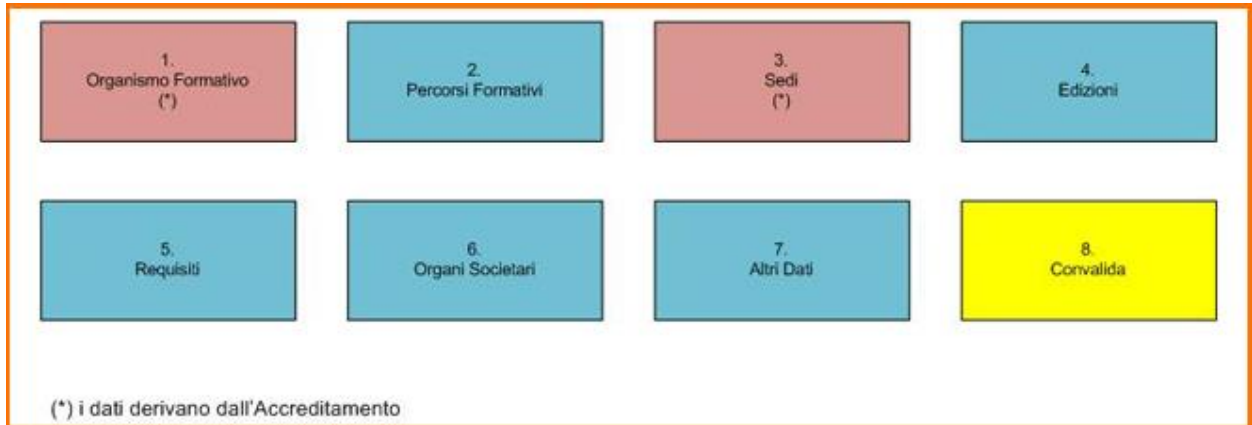 1.
Organismo Formativo
(*)
2.
Percorsi Formativi
3.
Sedi
(*)
4.
Edizioni
5.
Requisiti
6.
Organi Societari
7.
Altri Dati
8.
Convalida
(*) i dati derivano dall'Accreditamento